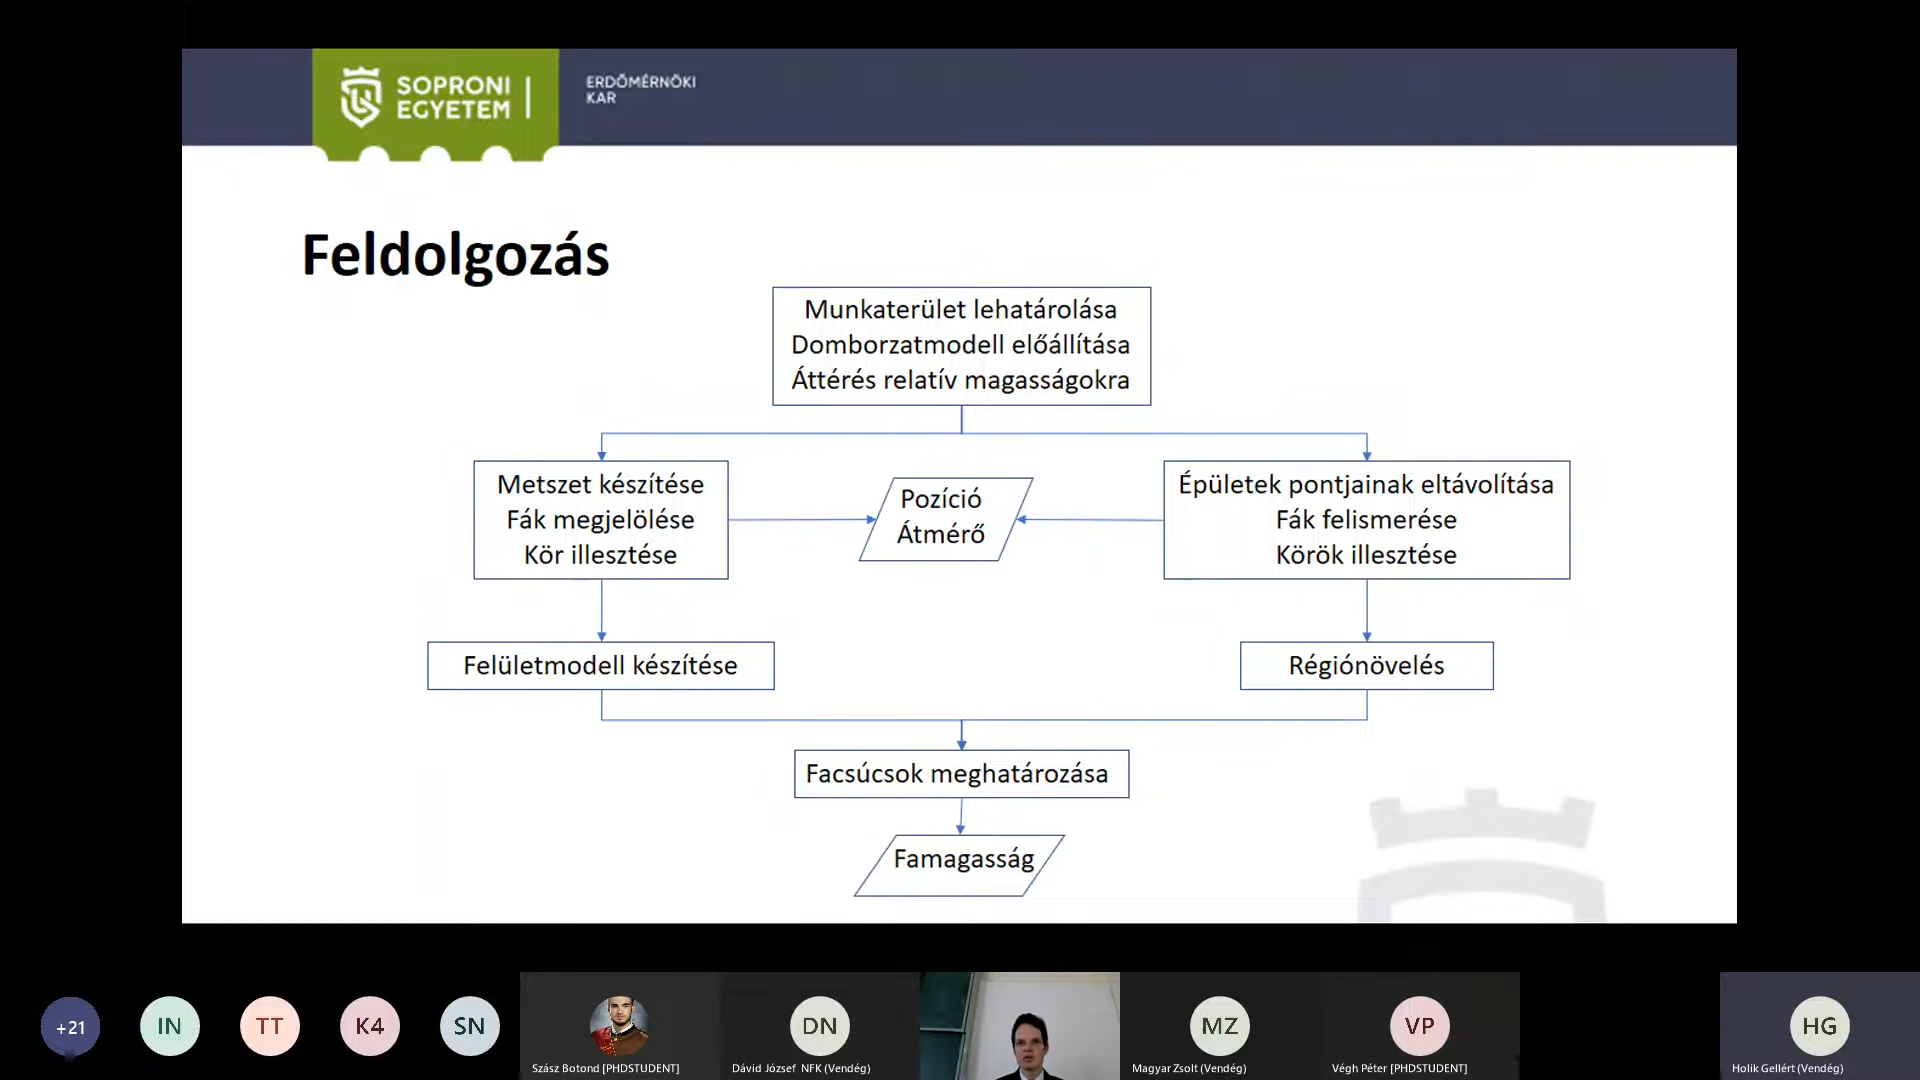 SOPRONI
EGYETEM
ERDŐMÉRNÖKI
KAR
Feldolgozás
Munkaterület lehatárolása
Domborzatmodell előállítása
Áttérés relatív magasságokra
Metszet készítése
Fák megjelölése
Kör illesztése
Pozíció
Átmérő
Épületek pontjainak eltávolítása
Fák felismerése
Körök illesztése
Felületmodell készítése
Régiónövelés
Facsúcsok meghatározása
Famagasság
+21
IN
TT
K4
SN
Szász Botond [PHDSTUDENT]
DN
Dávid József NFK (Vendég)
MZ
Magyar Zsolt (Vendég)
VP
Végh Péter [PHDSTUDENT]
HG
Holik Gellért (Vendég)